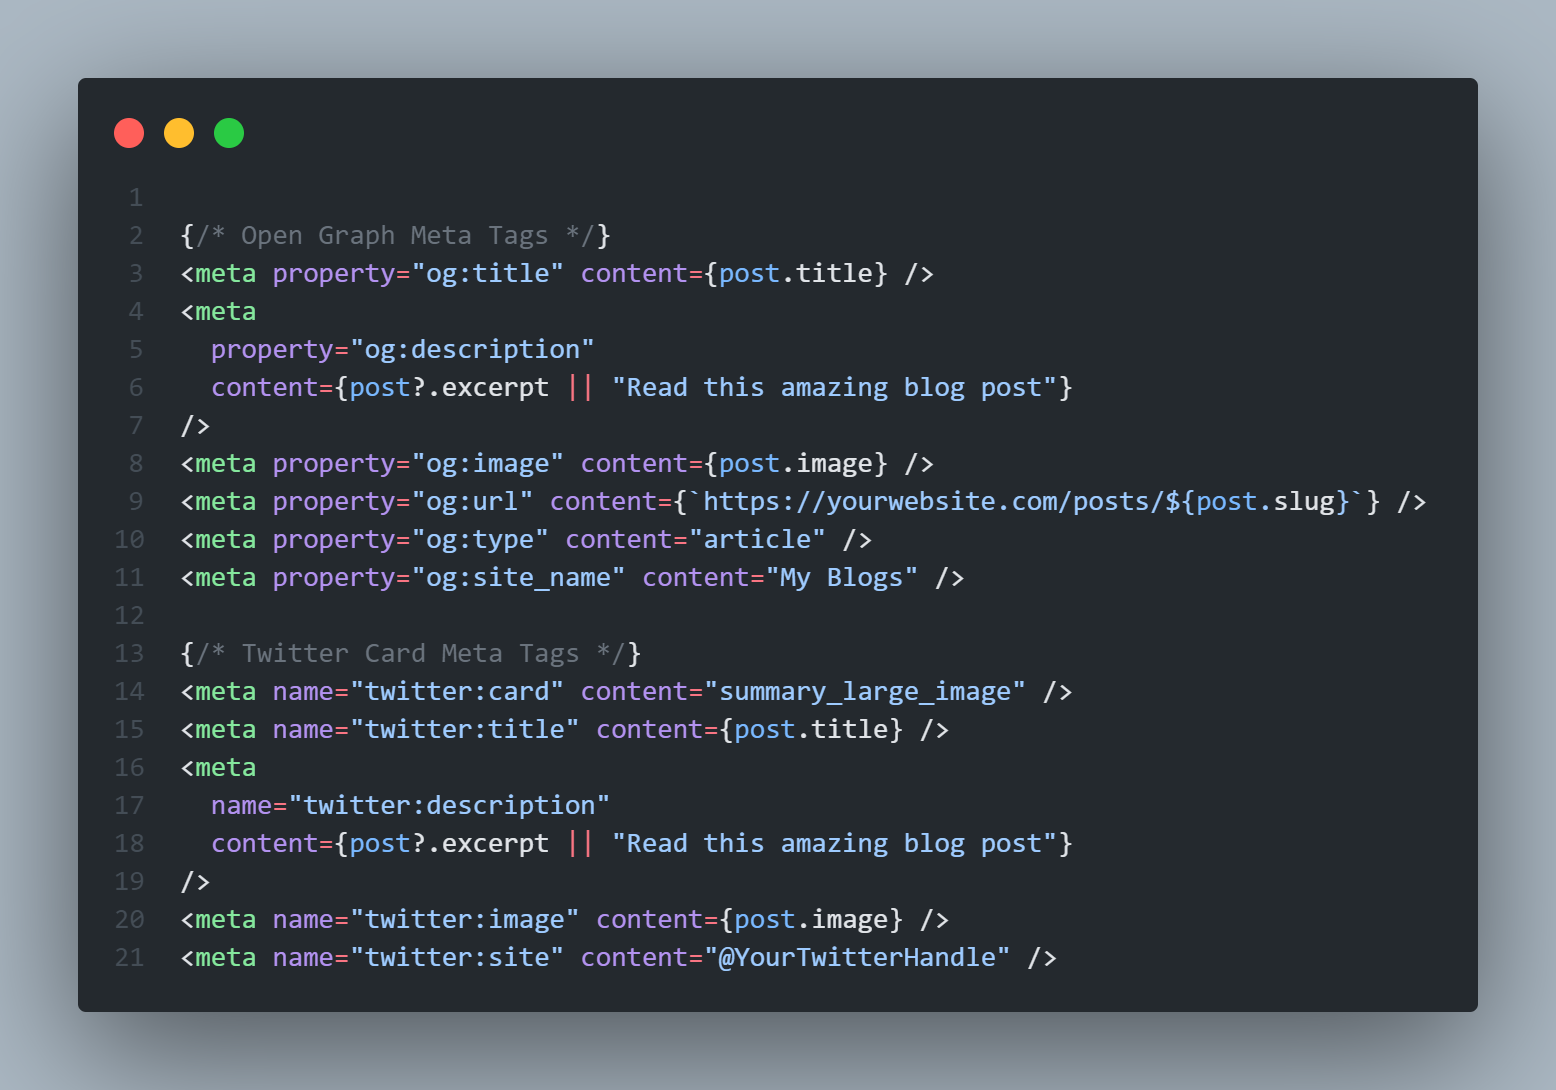 1
2 {/* Open Graph Meta Tags */}
3 <meta property="og:title" content={post.title} />
4 <meta
5   property="og:description"
6   content={post?.excerpt || "Read this amazing blog post"}
7 />
8 <meta property="og:image" content={post.image} />
9 <meta property="og:url" content={`https://yourwebsite.com/posts/${post.slug}`} />
10 <meta property="og:type" content="article" />
11 <meta property="og:site_name" content="My Blogs" />
12
13 {/* Twitter Card Meta Tags */}
14 <meta name="twitter:card" content="summary_large_image" />
15 <meta name="twitter:title" content={post.title} />
16 <meta
17   name="twitter:description"
18   content={post?.excerpt || "Read this amazing blog post"}
19 />
20 <meta name="twitter:image" content={post.image} />
21 <meta name="twitter:site" content="@YourTwitterHandle" />